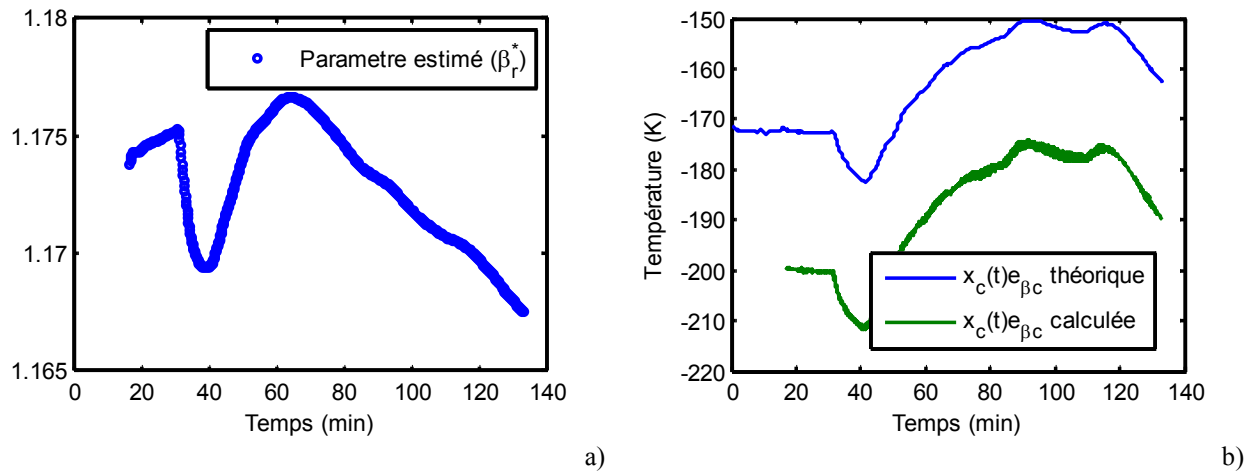 1.18
1.175
1.17
1.165
0 20 40 60 80 100 120 140
Temps (min)
Parametre estimé (β*r)
a)
-150
-160
-170
-180
-190
-200
-210
-220
0 20 40 60 80 100 120 140
Temps (min)
Température (K)
xc(t)eβc théorique
xc(t)eβc calculée
b)